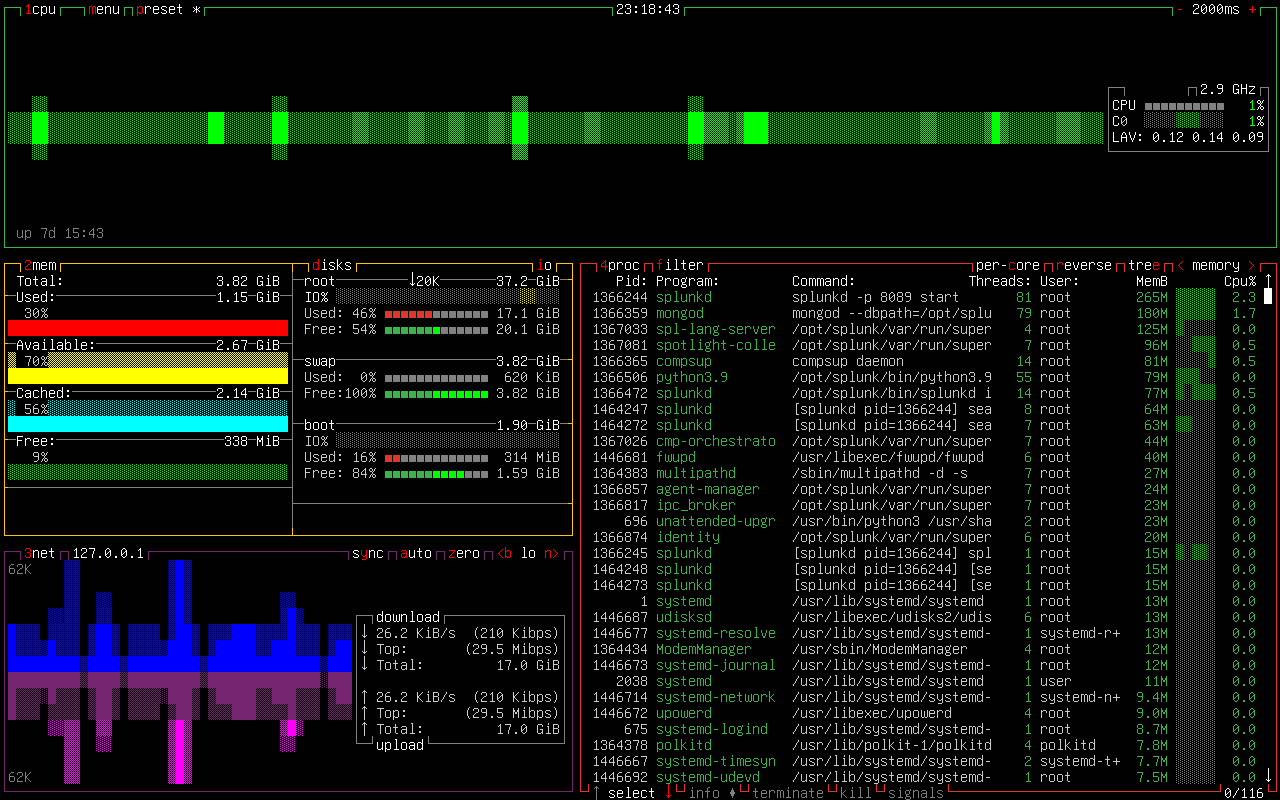 1cpu menu preset * 23:18:43 - 2000ms +
2.9 GHz
CPU 1%
C0 1%
LAV: 0.12 0.14 0.09
up 7d 15:43
2mem
Total: 3.82 GiB
Used: 1.15 GiB
30%
Available: 2.67 GiB
70%
Cached: 2.14 GiB
56%
Free: 338 MiB
9%
disks io
root ↓20K 37.2 GiB
IO%
Used: 46% 17.1 GiB
Free: 54% 20.1 GiB
swap 3.82 GiB
Used: 0% 620 KiB
Free:100% 3.82 GiB
boot 1.90 GiB
IO%
Used: 16% 314 MiB
Free: 84% 1.59 GiB
3net 127.0.0.1 sync auto zero <b lo n>
62K
download
↓ 26.2 KiB/s (210 Kibps)
↓ Top: (29.5 Mibps)
↓ Total: 17.0 GiB
↑ 26.2 KiB/s (210 Kibps)
↑ Top: (29.5 Mibps)
↑ Total: 17.0 GiB
upload
62K
4proc filter per-core reverse tree < memory >
Pid: Program: Command: Threads: User: MemB Cpu% ↑
1366244 splunkd splunkd -p 8089 start 81 root 265M 2.3
1366359 mongod mongod --dbpath=/opt/splu 79 root 180M 1.7
1367033 spl-lang-server /opt/splunk/var/run/super 4 root 125M 0.0
1367081 spotlight-colle /opt/splunk/var/run/super 7 root 96M 0.5
1366365 compsup compsup daemon 14 root 81M 0.5
1366506 python3.9 /opt/splunk/bin/python3.9 55 root 79M 0.0
1366472 splunkd /opt/splunk/bin/splunkd i 14 root 77M 0.5
1464247 splunkd [splunkd pid=1366244] sea 8 root 64M 0.0
1464272 splunkd [splunkd pid=1366244] sea 7 root 63M 0.0
1367026 cmp-orchestrato /opt/splunk/var/run/super 7 root 44M 0.0
1446681 fwupd /usr/libexec/fwupd/fwupd 6 root 40M 0.0
1364383 multipathd /sbin/multipathd -d -s 7 root 27M 0.0
1366857 agent-manager /opt/splunk/var/run/super 7 root 24M 0.0
1366817 ipc_broker /opt/splunk/var/run/super 7 root 23M 0.0
696 unattended-upgr /usr/bin/python3 /usr/sha 2 root 23M 0.0
1366874 identity /opt/splunk/var/run/super 6 root 20M 0.0
1366245 splunkd [splunkd pid=1366244] spl 1 root 15M 0.0
1464248 splunkd [splunkd pid=1366244] [se 1 root 15M 0.0
1464273 splunkd [splunkd pid=1366244] [se 1 root 15M 0.0
1 systemd /usr/lib/systemd/systemd 1 root 13M 0.0
1446687 udisksd /usr/libexec/udisks2/udis 6 root 13M 0.0
1446677 systemd-resolve /usr/lib/systemd/systemd- 1 systemd-r+ 13M 0.0
1364434 ModemManager /usr/sbin/ModemManager 4 root 12M 0.0
1446673 systemd-journal /usr/lib/systemd/systemd- 1 root 12M 0.0
2038 systemd /usr/lib/systemd/systemd 1 user 11M 0.0
1446714 systemd-network /usr/lib/systemd/systemd- 1 systemd-n+ 9.4M 0.0
1446672 upowerd /usr/libexec/upowerd 4 root 9.0M 0.0
675 systemd-logind /usr/lib/systemd/systemd- 1 root 8.7M 0.0
1364378 polkitd /usr/lib/polkit-1/polkitd 4 polkitd 7.8M 0.0
1446667 systemd-timesyn /usr/lib/systemd/systemd- 2 systemd-t+ 7.7M 0.0
1446692 systemd-udevd /usr/lib/systemd/systemd- 1 root 7.5M 0.0 ↓
↑ select ↓ info ♦ terminate kill signals 0/116